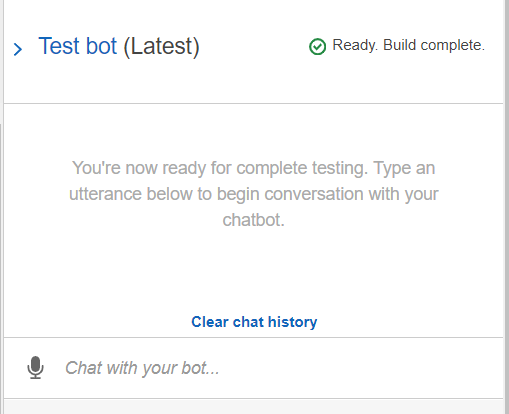 Test bot (Latest)
Ready. Build complete.
You're now ready for complete testing. Type an
utterance below to begin conversation with your
chatbot.
Clear chat history
Chat with your bot...